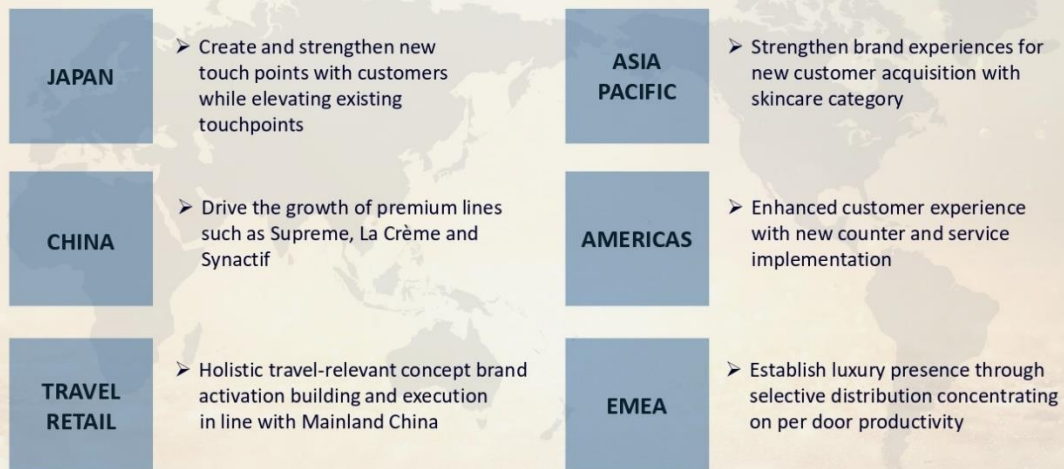 JAPAN
➢ Create and strengthen new
touch points with customers
while elevating existing
touchpoints
ASIA
PACIFIC
➢ Strengthen brand experiences for
new customer acquisition with
skincare category
CHINA
➢ Drive the growth of premium lines
such as Supreme, La Crème and
Synactif
AMERICAS
➢ Enhanced customer experience
with new counter and service
implementation
TRAVEL
RETAIL
➢ Holistic travel-relevant concept brand
activation building and execution
in line with Mainland China
EMEA
➢ Establish luxury presence through
selective distribution concentrating
on per door productivity